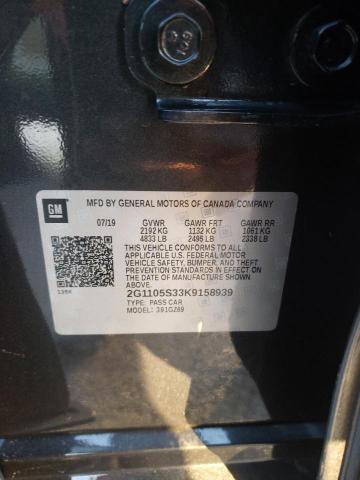 GM
MFD BY GENERAL MOTORS OF CANADA COMPANY
07/19 GVWR GAWR FRT GAWR RR
2192 KG 1132 KG 1061 KG
4833 LB 2495 LB 2338 LB
THIS VEHICLE CONFORMS TO ALL
APPLICABLE U.S. FEDERAL MOTOR
VEHICLE SAFETY, BUMPER, AND THEFT
PREVENTION STANDARDS IN EFFECT ON
THE DATE OF MANUFACTURE SHOWN
ABOVE.
2G1105S33K9158939
TYPE: PASS CAR
MODEL: 391GZ69